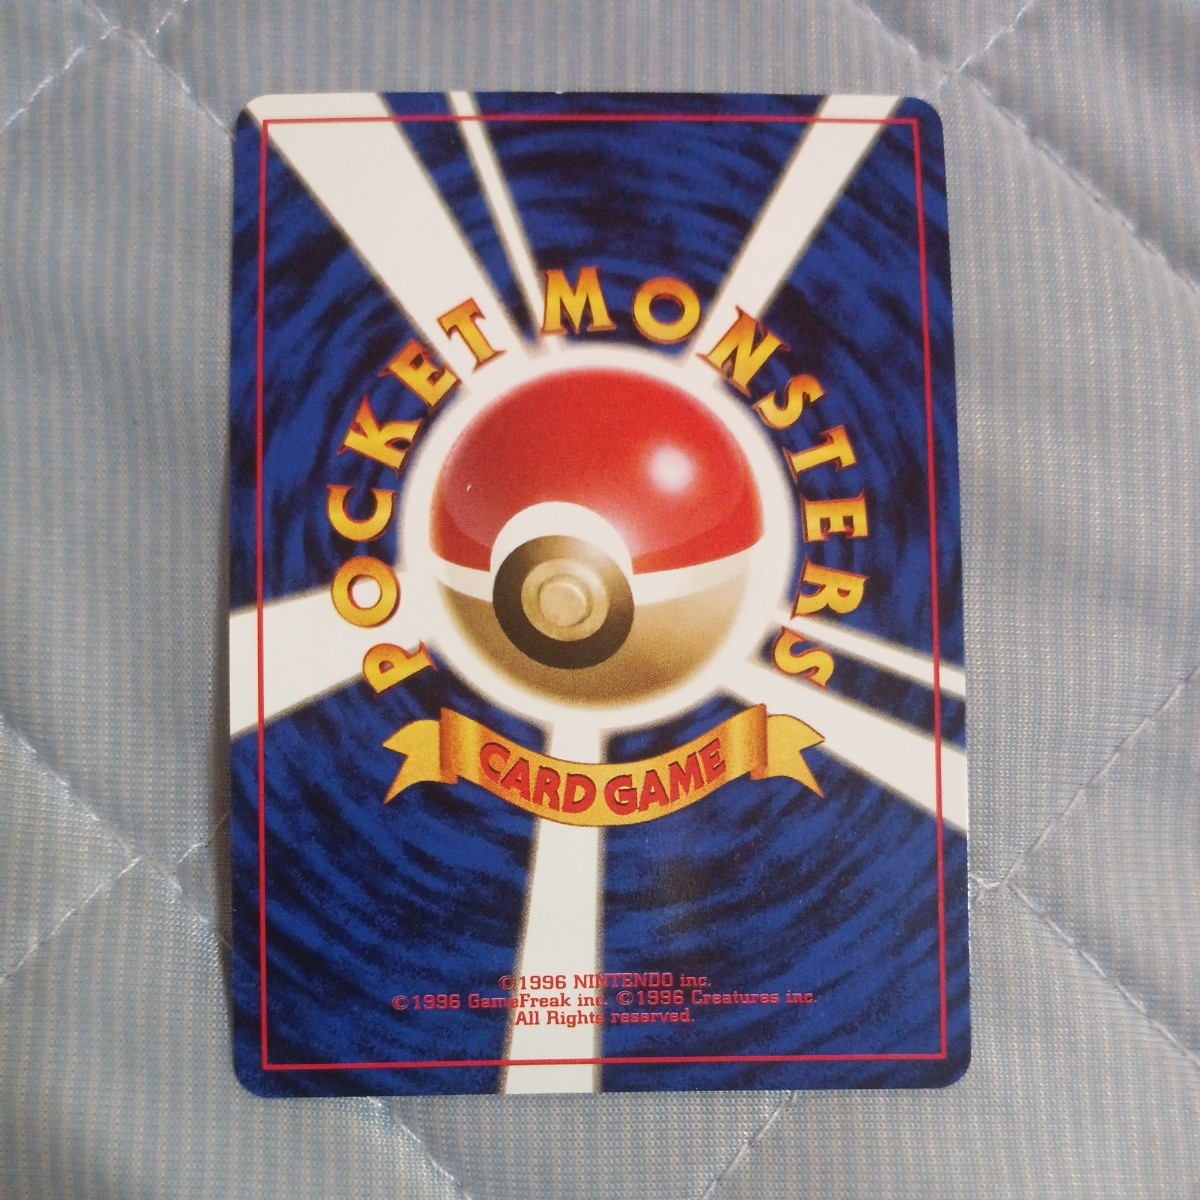 POCKET MONSTERS
CARD GAME
©1996 NINTENDO inc.
©1996 GameFreak inc. ©1996 Creatures inc.
All Rights reserved.